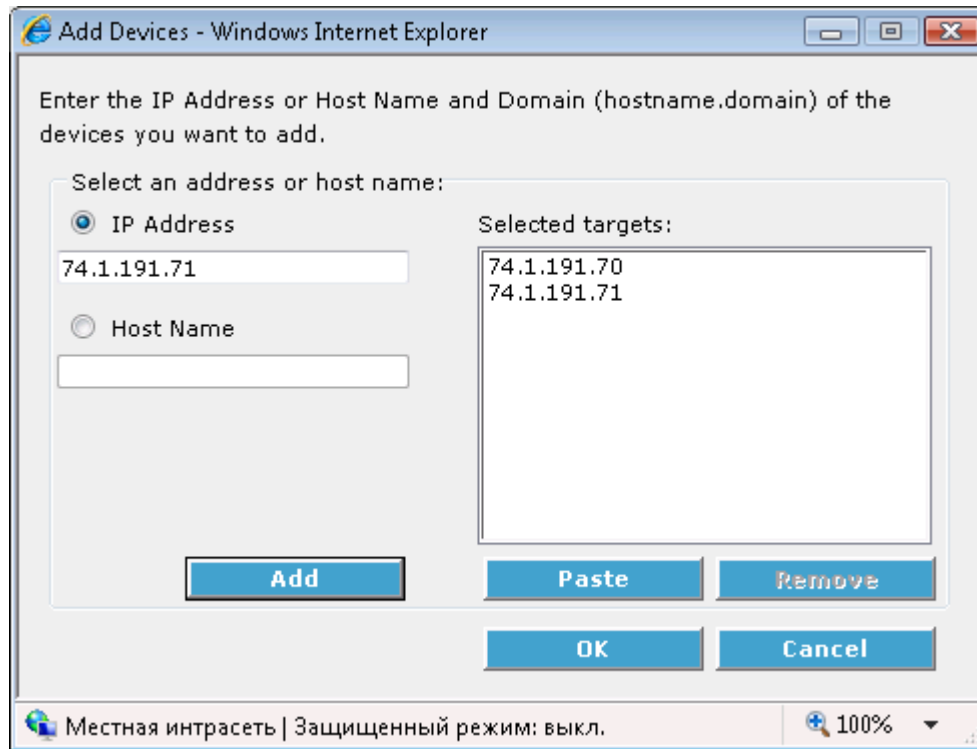 Add Devices - Windows Internet Explorer
Enter the IP Address or Host Name and Domain (hostname.domain) of the
devices you want to add.
Select an address or host name:
IP Address
74.1.191.71
Host Name
Selected targets:
74.1.191.70
74.1.191.71
Add
Paste
Remove
OK
Cancel
Местная интрасеть | Защищенный режим: выкл.
100%